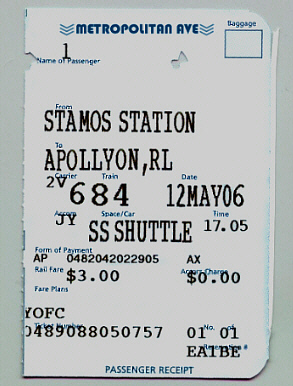 METROPOLITAN AVE
Baggage
1
Name of Passenger
From
STAMOS STATION
To
APOLLYON,RL
Carrier Train Date
2V 684 12MAY06
Accom Space/Car Time
JY SS SHUTTLE 17.05
Form of Payment
AP 0482042022905 AX
Rail Fare Accom Charge
$3.00 $0.00
Fare Plans
YOFC
Ticket Number No. of
0489088050757 01 01
Reservation #
EATBE
PASSENGER RECEIPT